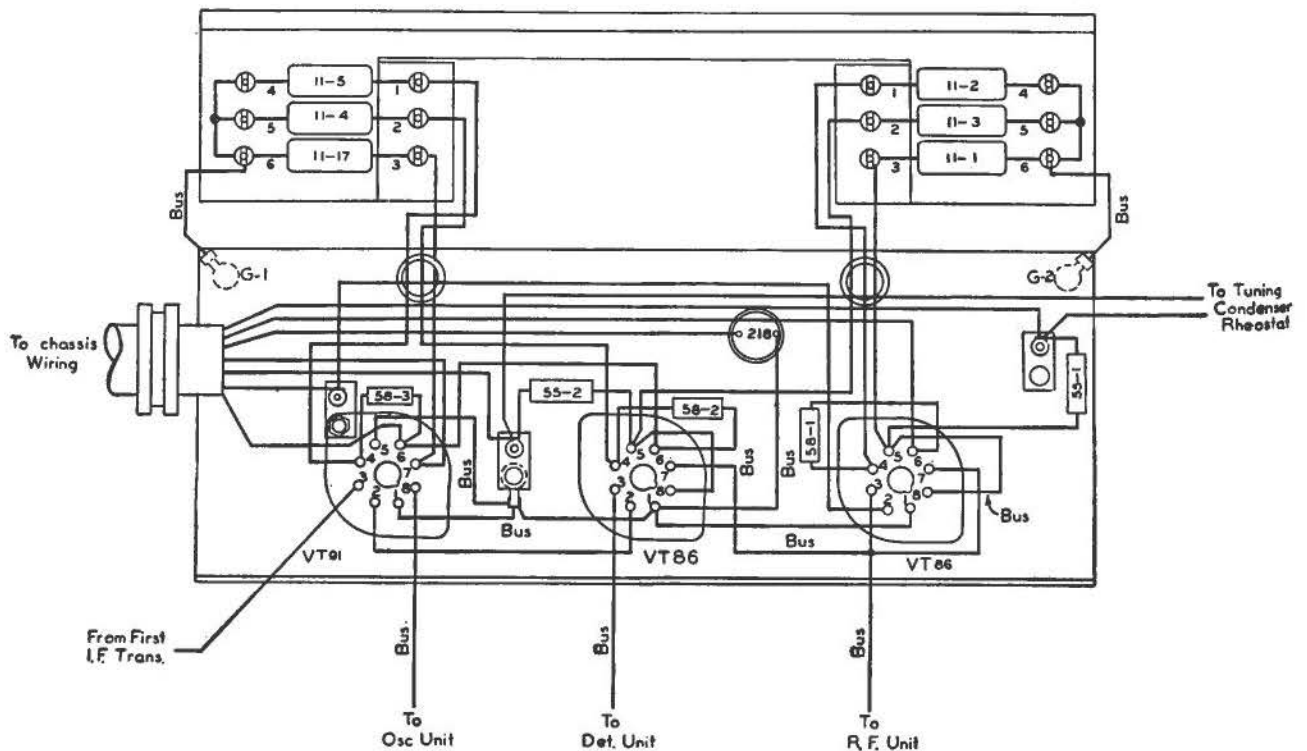 4 11-5 1
5 11-4 2
6 11-17 3
1 11-2 4
2 11-3 5
3 11-1 6
Bus
Bus
G-1
G-2
To Tuning
Condenser
Rheostat
To chassis
Wiring
218
58-3
55-2
58-2
58-1
55-1
5 6
4 7
3 8
2 1
5 6
4 7
3 8
2 1
5 6
4 7
3 8
2 1
Bus
Bus
Bus
Bus
Bus
Bus
VT91
VT86
VT86
From First
I.F. Trans.
Bus.
Bus
Bus
To
Osc Unit
To
Det. Unit
To
R.F. Unit